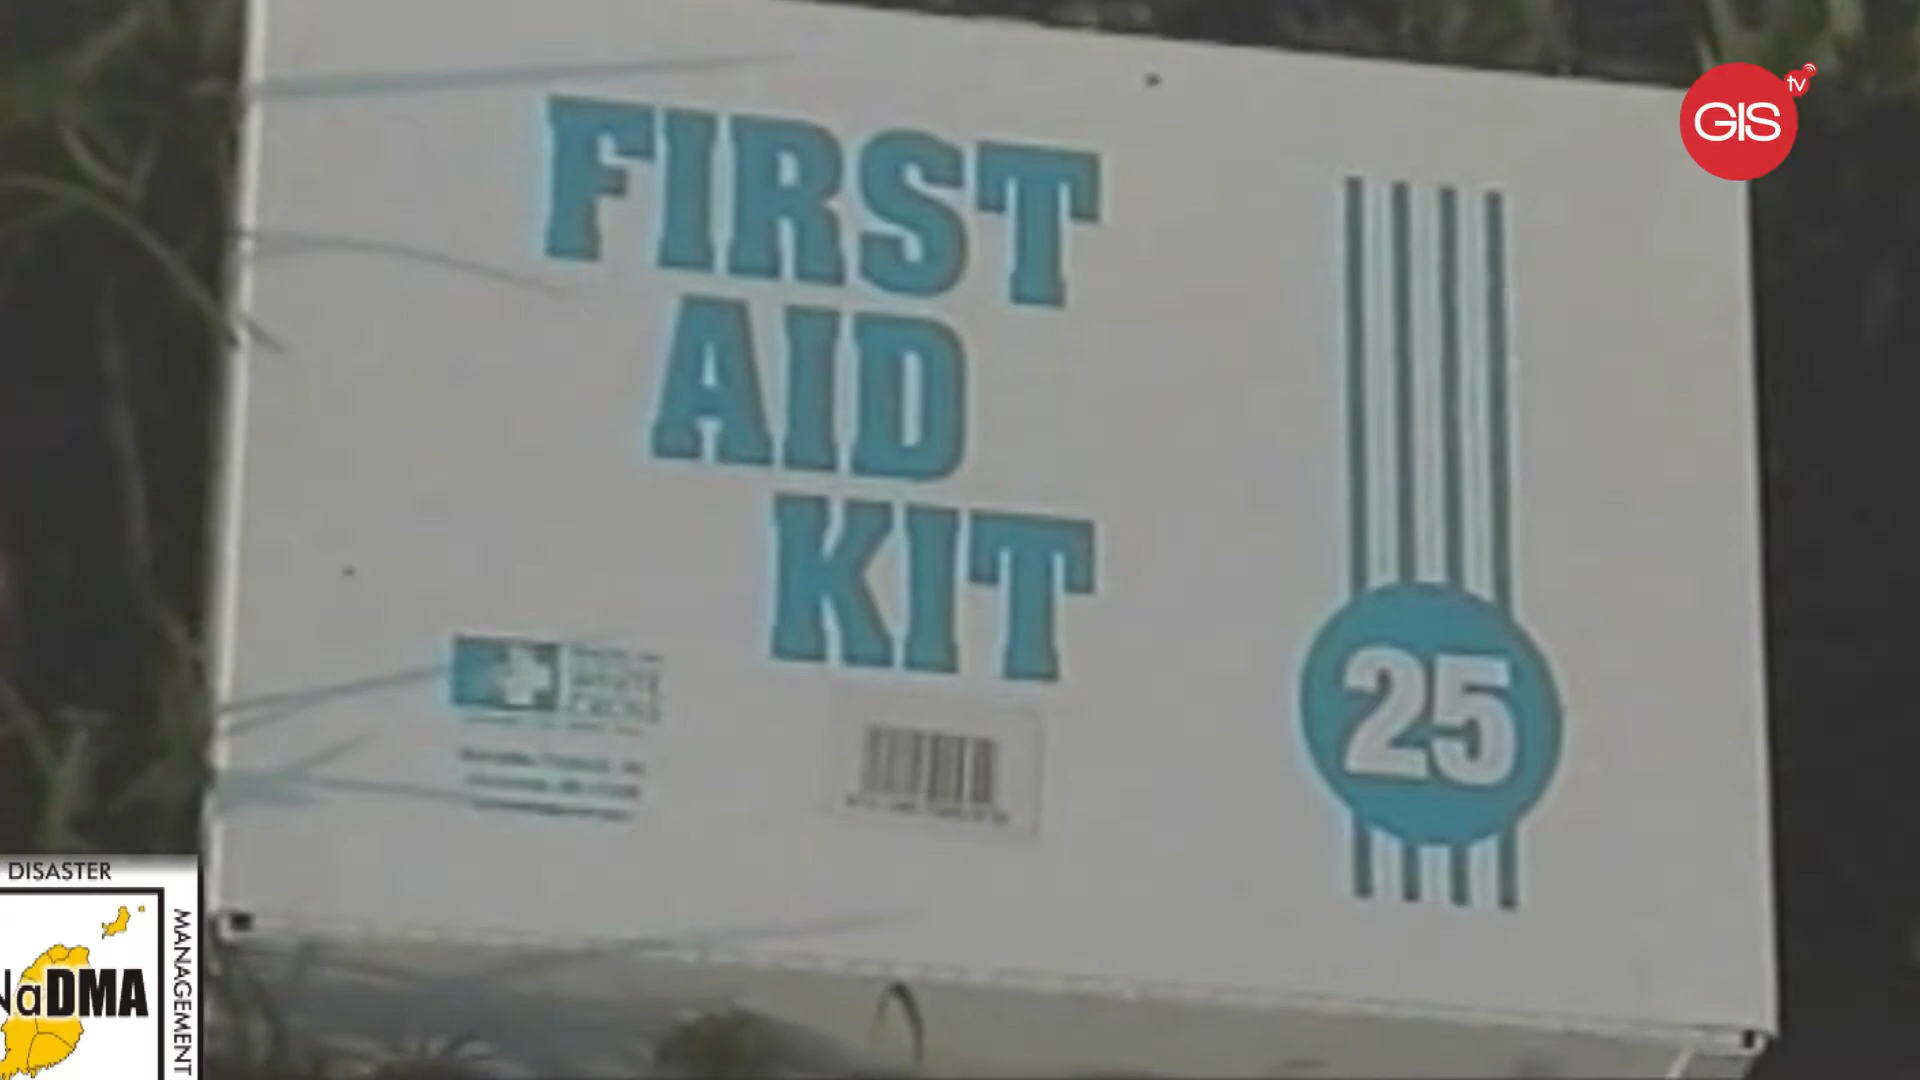 FIRST
AID
KIT
25
GIS
tv
DISASTER
MANAGEMENT
NaDMA